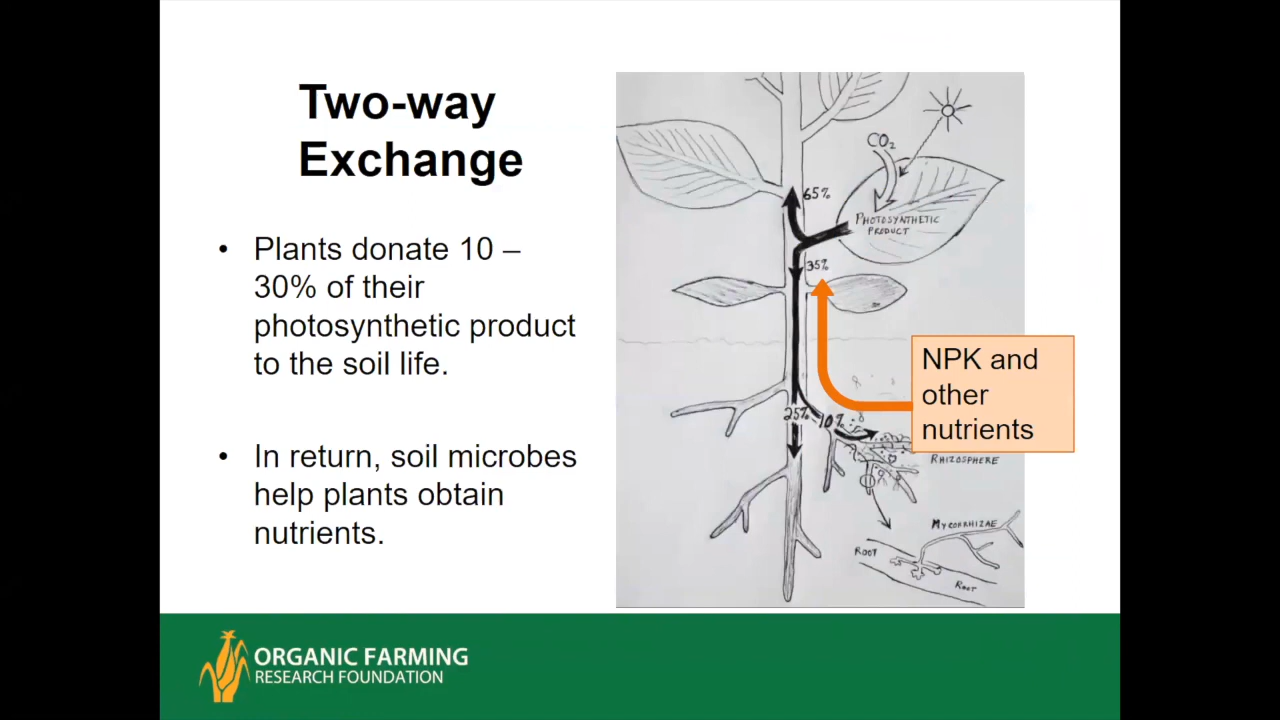 Two-way
Exchange
• Plants donate 10 –
30% of their
photosynthetic product
to the soil life.
• In return, soil microbes
help plants obtain
nutrients.
CO2
65%
PHOTOSYNTHETIC
PRODUCT
35%
NPK and
other
nutrients
25%
10%
RHIZOSPHERE
MYCORRHIZAE
ROOT
ROOT
ORGANIC FARMING
RESEARCH FOUNDATION